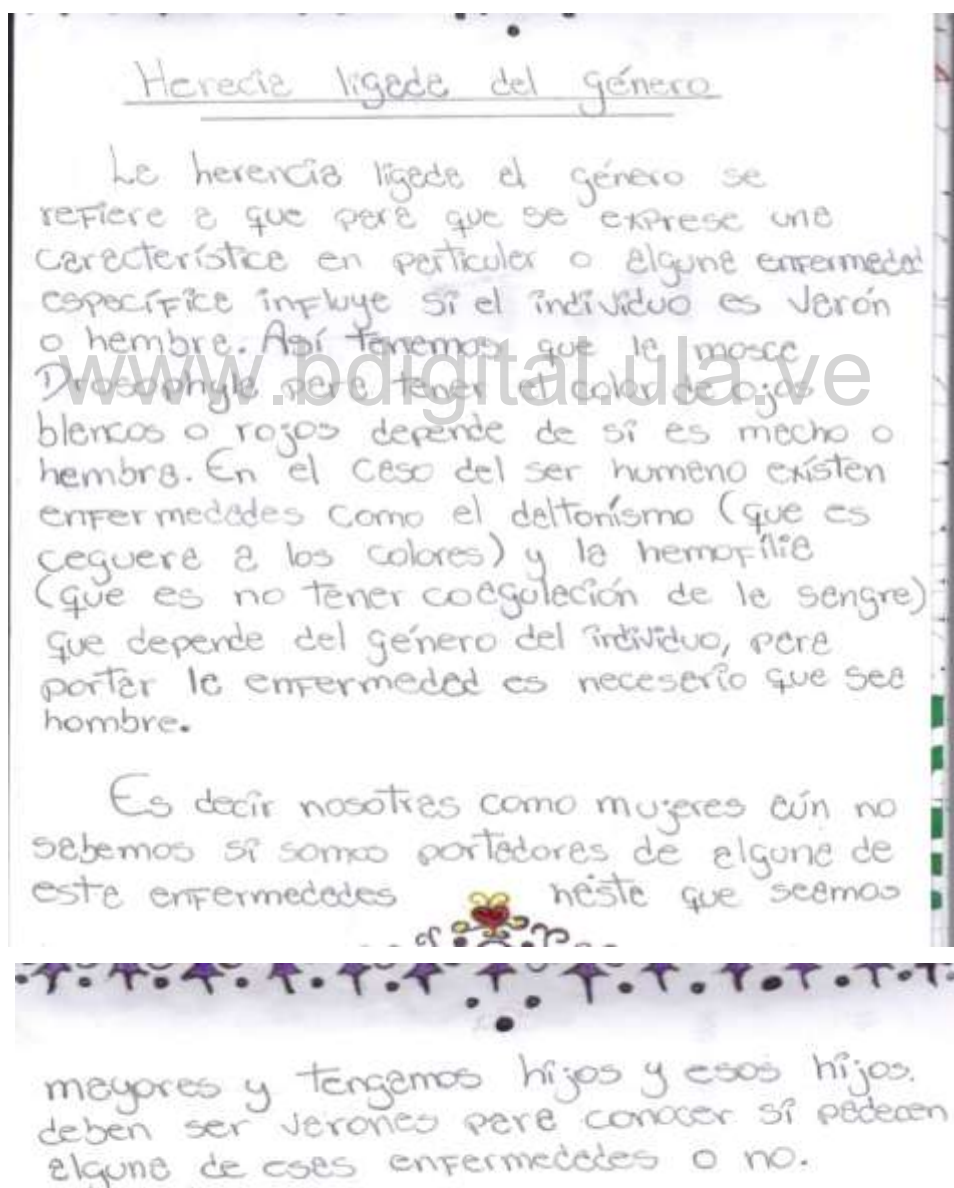 Herecia ligada del género
La herencia ligada al género se
refiere a que para que se exprese una
característica en particular o alguna enfermedad
específica influye si el individuo es Varón
o hembra. Así tenemos que la mosca
www.bdigital.ula.ve
Drosophyla para tener el color de ojos
blancos o rojos depende de si es macho o
hembra. En el caso del ser humano existen
enfermedades como el daltonismo (que es
ceguera a los colores) y la hemofilia
(que es no tener coagulación de la sangre)
que depende del género del individuo, para
portar la enfermedad es necesario que sea
hombre.
Es decir nosotras como mujeres aún no
sabemos si somos portadores de alguna de
esta enfermedades haste que seamos
mayores y tengamos hijos y esos hijos.
deben ser varones para conocer si padecen
alguna de esas enfermedades o no.